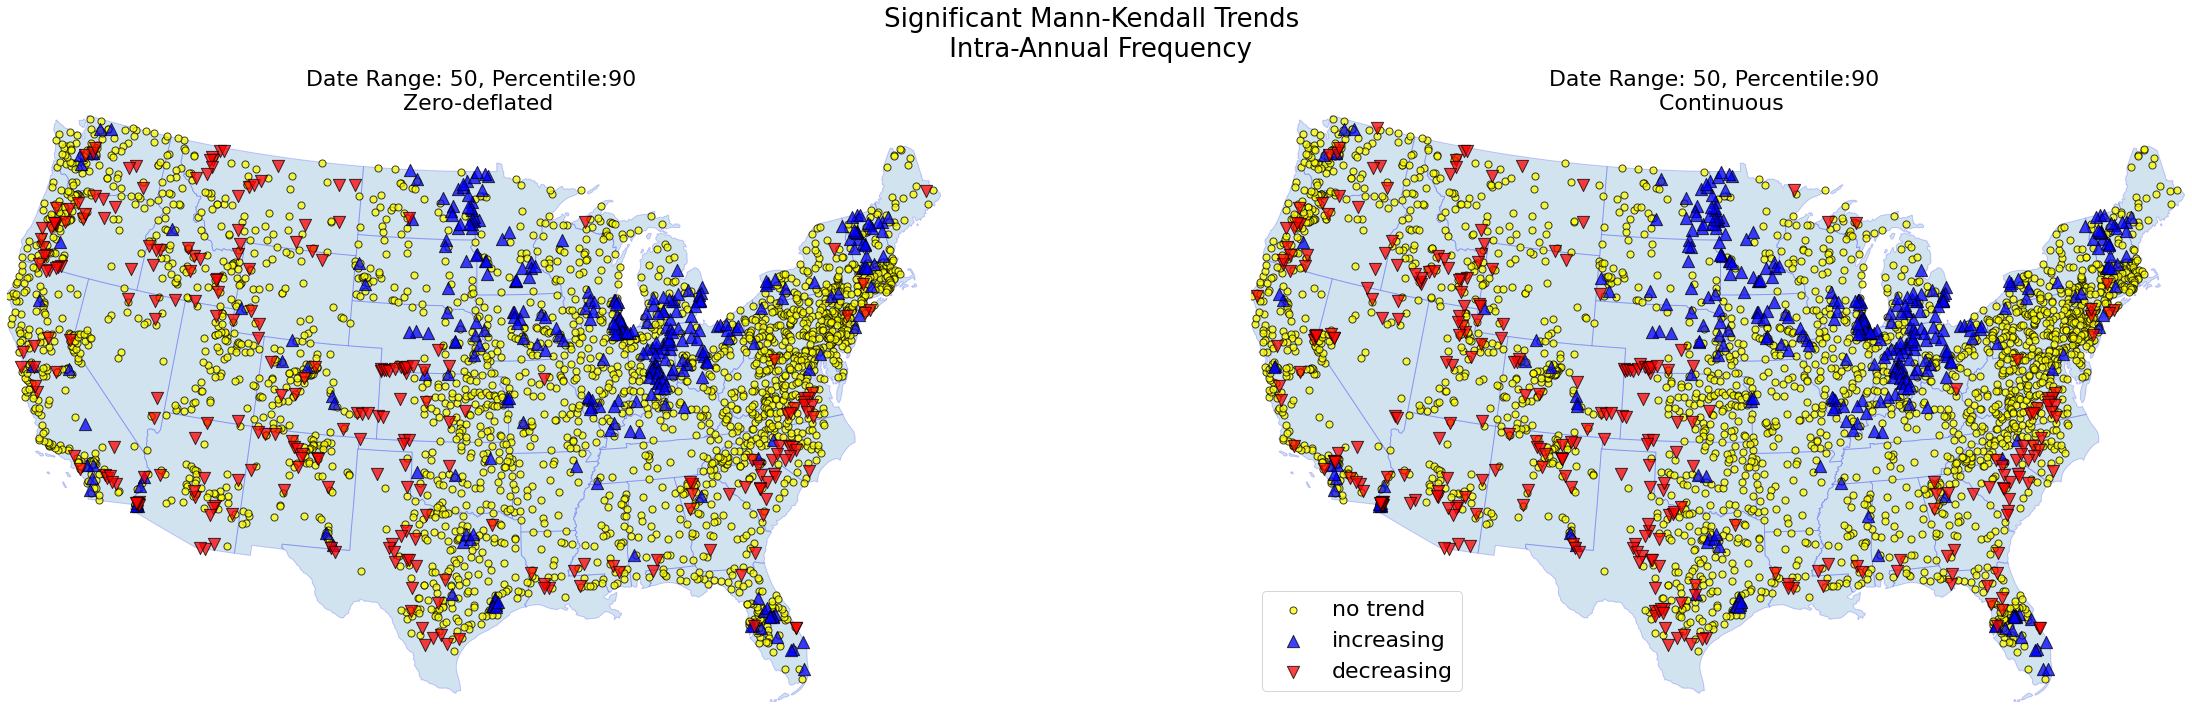 Significant Mann-Kendall Trends
Intra-Annual Frequency
Date Range: 50, Percentile:90
Zero-deflated
Date Range: 50, Percentile:90
Continuous
no trend
increasing
decreasing